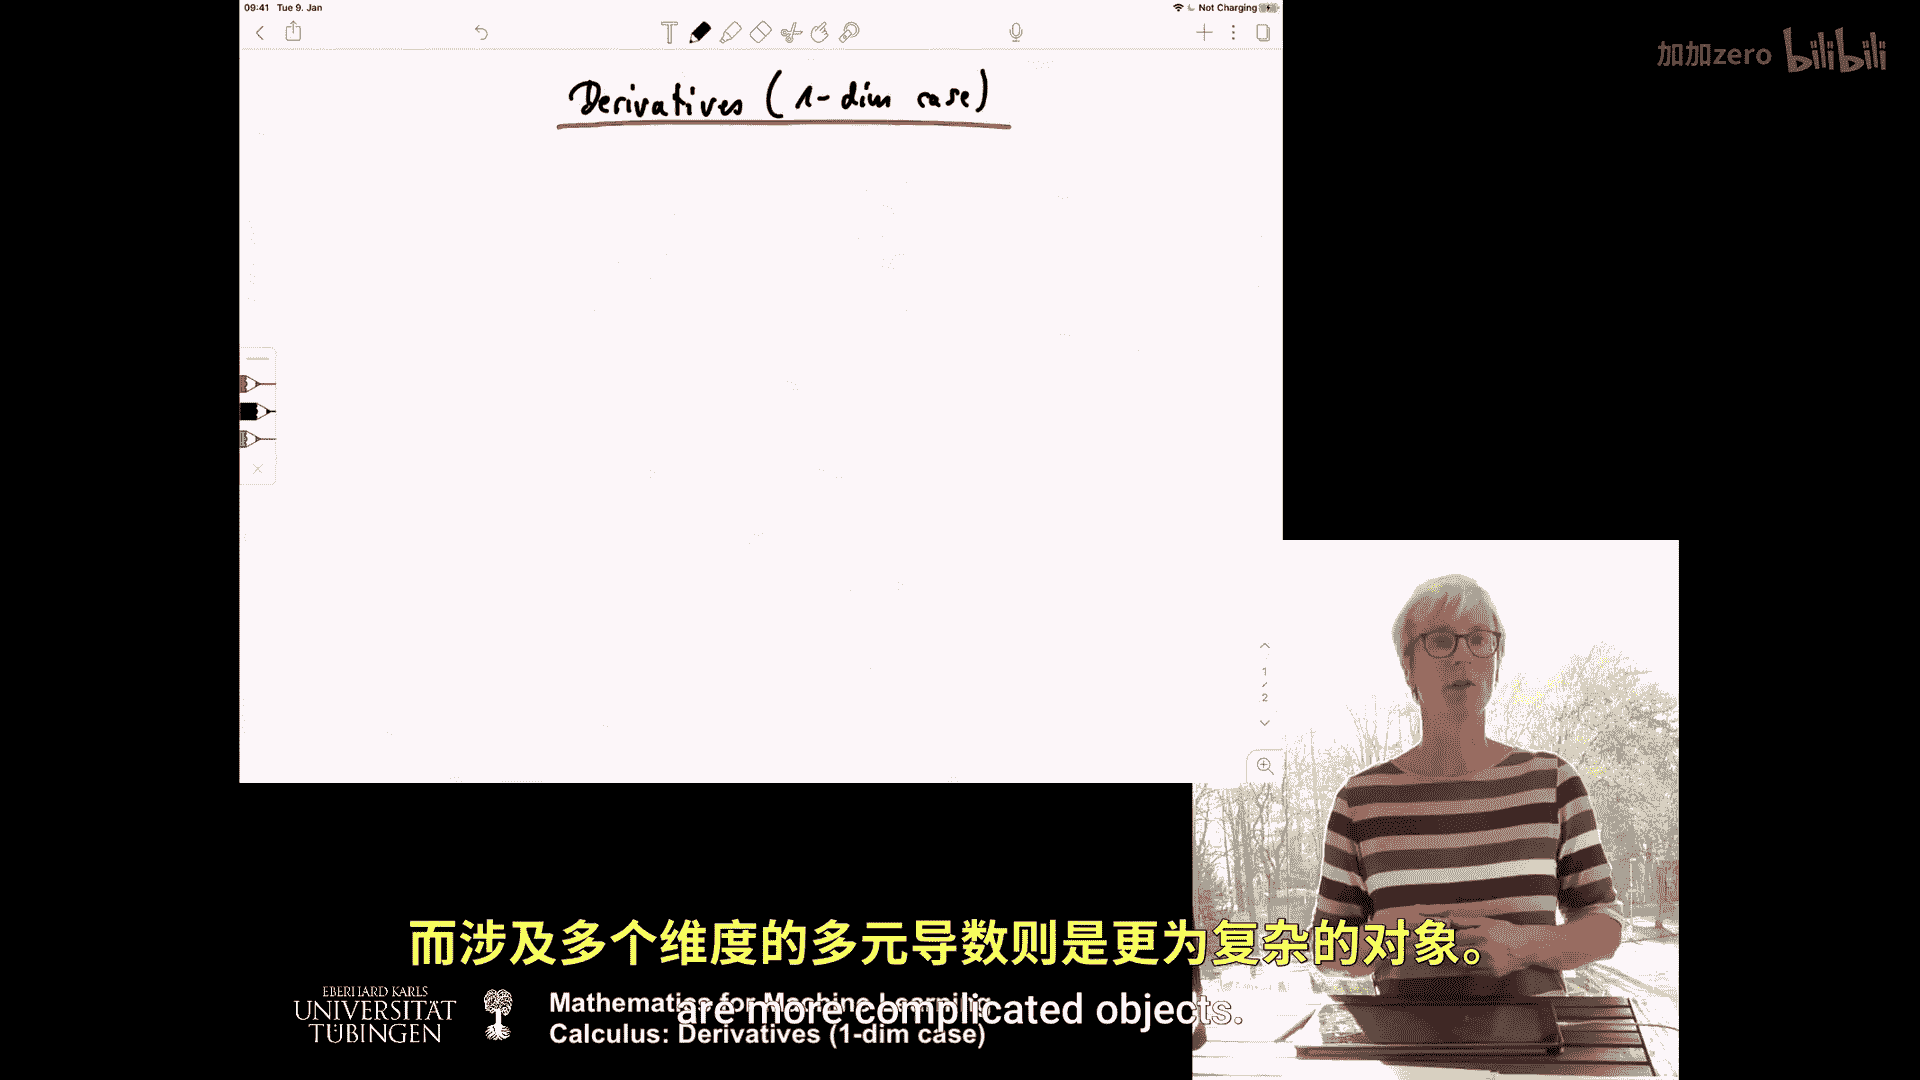 09:41 Tue 9. Jan
Not Charging
加加zero bilibili
Derivatives (1-dim case)
1
2
而涉及多个维度的多元导数则是更为复杂的对象。
are more complicated objects.
EBERHARD KARLS
UNIVERSITÄT
TÜBINGEN
Mathematics for Machine Learning
Calculus: Derivatives (1-dim case)